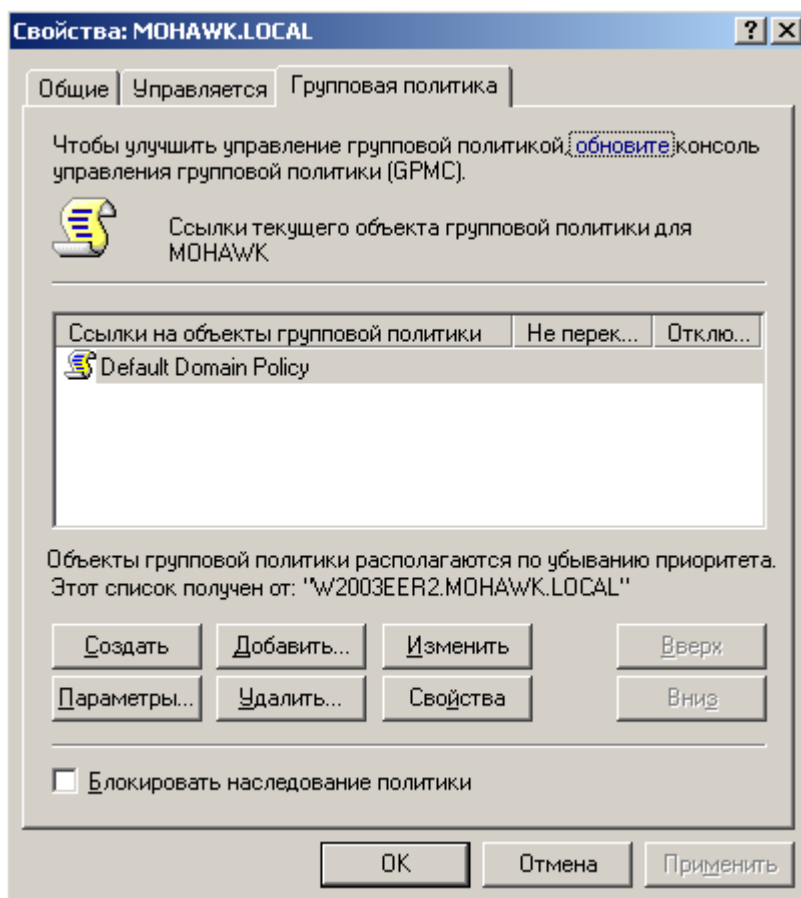 Свойства: MOHAWK.LOCAL
Общие Управляется Групповая политика
Чтобы улучшить управление групповой политикой, обновите консоль
управления групповой политики (GPMC).
Ссылки текущего объекта групповой политики для
MOHAWK
Ссылки на объекты групповой политики Не перек... Отклю...
Default Domain Policy
Объекты групповой политики располагаются по убыванию приоритета.
Этот список получен от: "W2003EER2.MOHAWK.LOCAL"
Создать Добавить... Изменить Вверх
Параметры... Удалить... Свойства Вниз
Блокировать наследование политики
OK Отмена Применить